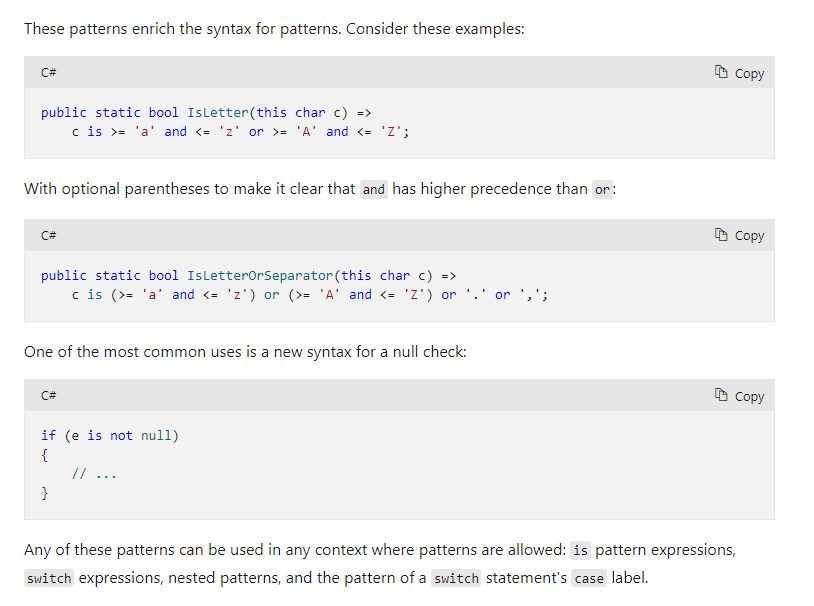 These patterns enrich the syntax for patterns. Consider these examples:
C# Copy
public static bool IsLetter(this char c) =>
    c is >= 'a' and <= 'z' or >= 'A' and <= 'Z';
With optional parentheses to make it clear that and has higher precedence than or:
C# Copy
public static bool IsLetterOrSeparator(this char c) =>
    c is (>= 'a' and <= 'z') or (>= 'A' and <= 'Z') or '.' or ',';
One of the most common uses is a new syntax for a null check:
C# Copy
if (e is not null)
{
    // ...
}
Any of these patterns can be used in any context where patterns are allowed: is pattern expressions,
switch expressions, nested patterns, and the pattern of a switch statement's case label.